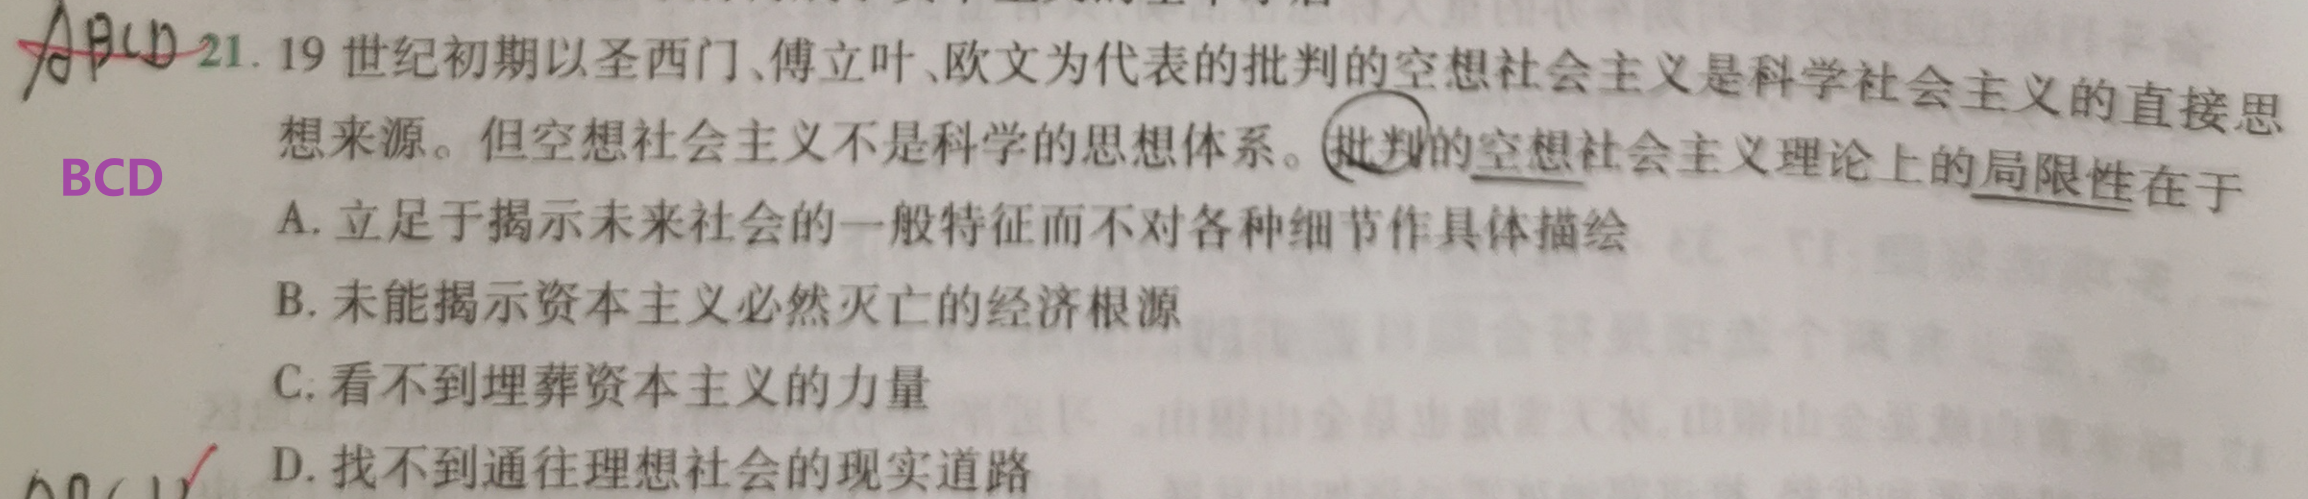 ABCD 21. 19 世纪初期以圣西门、傅立叶、欧文为代表的批判的空想社会主义是科学社会主义的直接思
想来源。但空想社会主义不是科学的思想体系。批判的空想社会主义理论上的局限性在于
BCD
A. 立足于揭示未来社会的一般特征而不对各种细节作具体描绘
B. 未能揭示资本主义必然灭亡的经济根源
C. 看不到埋葬资本主义的力量
D. 找不到通往理想社会的现实道路